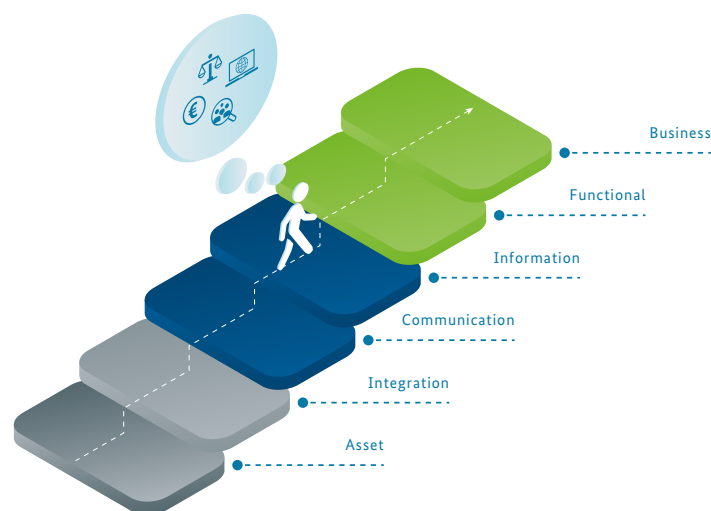 Business
Functional
Information
Communication
Integration
Asset